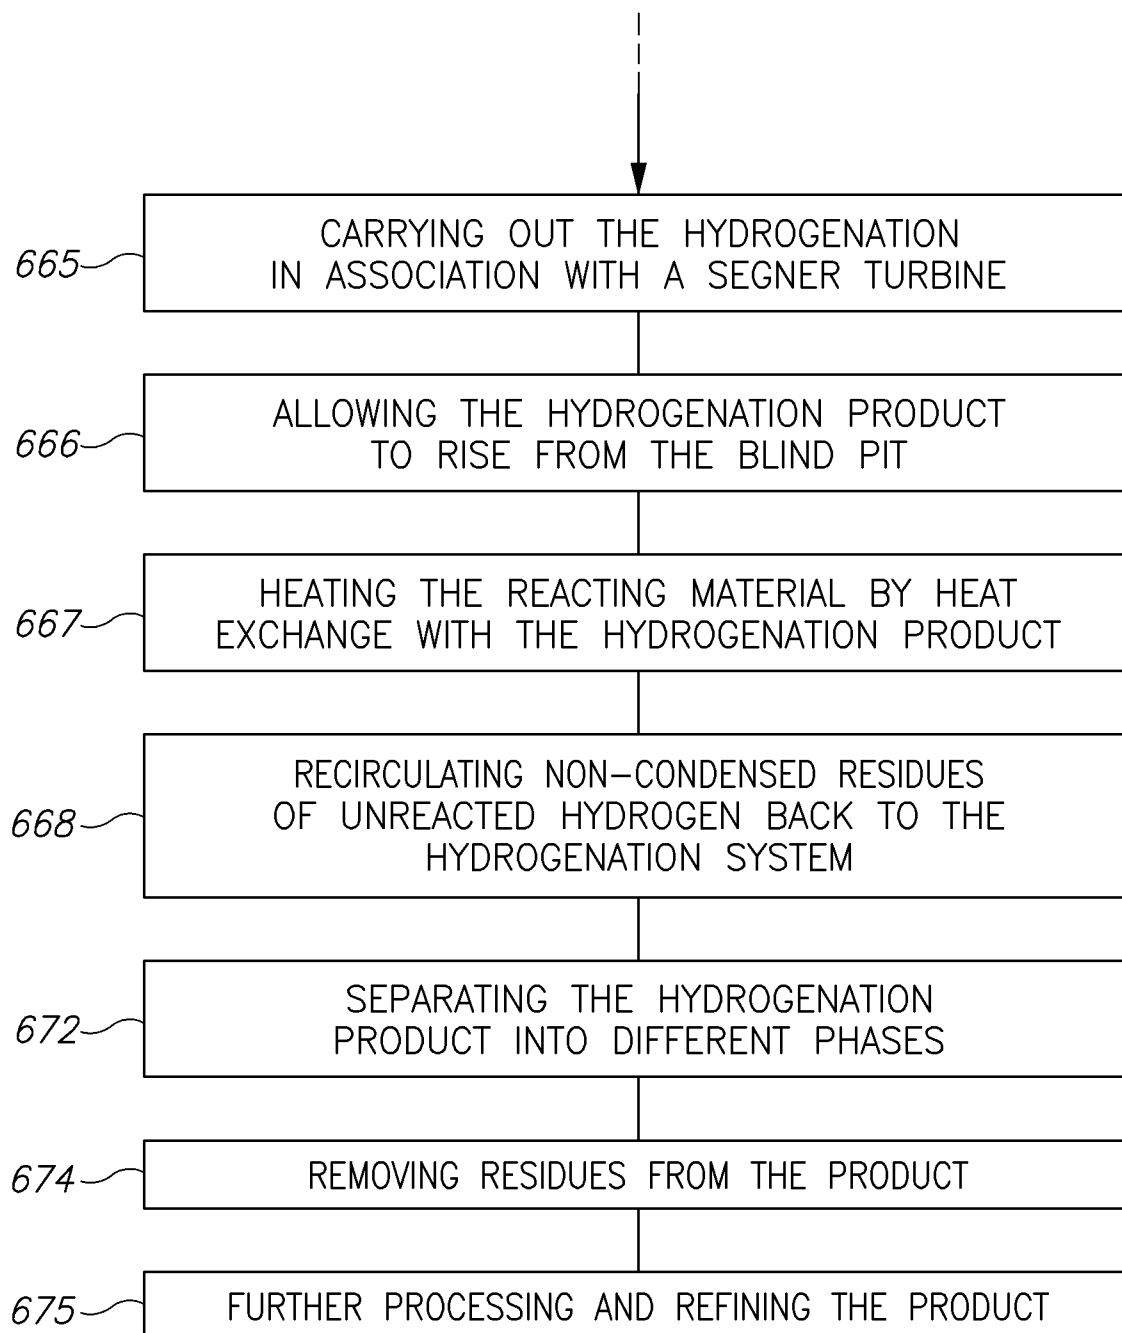 665
CARRYING OUT THE HYDROGENATION
IN ASSOCIATION WITH A SEGNER TURBINE
666
ALLOWING THE HYDROGENATION PRODUCT
TO RISE FROM THE BLIND PIT
667
HEATING THE REACTING MATERIAL BY HEAT
EXCHANGE WITH THE HYDROGENATION PRODUCT
668
RECIRCULATING NON-CONDENSED RESIDUES
OF UNREACTED HYDROGEN BACK TO THE
HYDROGENATION SYSTEM
672
SEPARATING THE HYDROGENATION
PRODUCT INTO DIFFERENT PHASES
674
REMOVING RESIDUES FROM THE PRODUCT
675
FURTHER PROCESSING AND REFINING THE PRODUCT